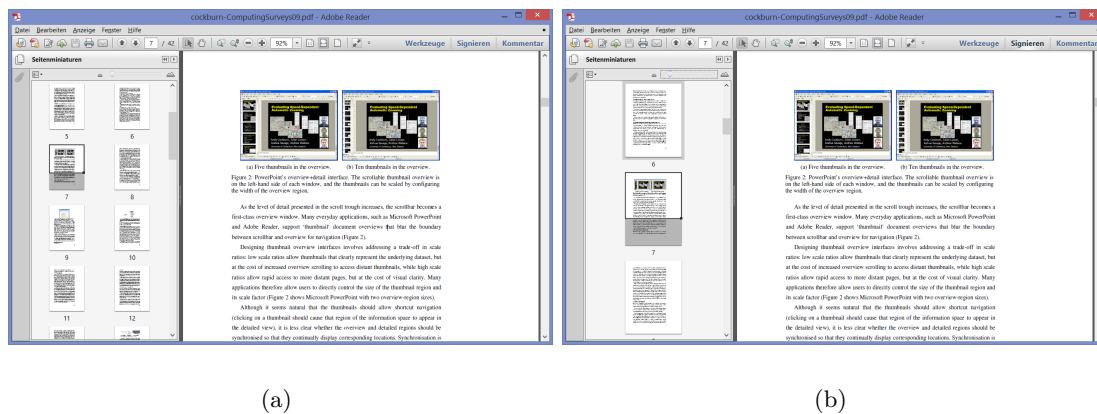 cockburn-ComputingSurveys09.pdf - Adobe Reader
Datei Bearbeiten Anzeige Fenster Hilfe
7 / 42
92%
Werkzeuge Signieren Kommentar
Seitenminiaturen
5 6
7 8
9 10
11 12
Evaluating Speed-Dependent
Automatic Zooming
Evaluating Speed-Dependent
Automatic Zooming
(a) Five thumbnails in the overview. (b) Ten thumbnails in the overview.
Figure 2: PowerPoint's overview+detail interface. The scrollable thumbnail overview is
on the left-hand side of each window, and the thumbnails can be scaled by configuring
the width of the overview region.
As the level of detail presented in the scroll trough increases, the scrollbar becomes a
first-class overview window. Many everyday applications, such as Microsoft PowerPoint
and Adobe Reader, support 'thumbnail' document overviews that blur the boundary
between scrollbar and overview for navigation (Figure 2).
Designing thumbnail overview interfaces involves addressing a trade-off in scale
ratios: low scale ratios allow thumbnails that clearly represent the underlying dataset, but
at the cost of increased overview scrolling to access distant thumbnails, while high scale
ratios allow rapid access to more distant pages, but at the cost of visual clarity. Many
applications therefore allow users to directly control the size of the thumbnail region and
its scale factor (Figure 2 shows Microsoft PowerPoint with two overview-region sizes).
Although it seems natural that the thumbnails should allow shortcut navigation
(clicking on a thumbnail should cause that region of the information space to appear in
the detailed view), it is less clear whether the overview and detailed regions should be
synchronised so that they continually display corresponding locations. Synchronisation is
(a)
cockburn-ComputingSurveys09.pdf - Adobe Reader
Datei Bearbeiten Anzeige Fenster Hilfe
7 / 42
92%
Werkzeuge Signieren Kommentar
Seitenminiaturen
6
7
Evaluating Speed-Dependent
Automatic Zooming
Evaluating Speed-Dependent
Automatic Zooming
(a) Five thumbnails in the overview. (b) Ten thumbnails in the overview.
Figure 2: PowerPoint's overview+detail interface. The scrollable thumbnail overview is
on the left-hand side of each window, and the thumbnails can be scaled by configuring
the width of the overview region.
As the level of detail presented in the scroll trough increases, the scrollbar becomes a
first-class overview window. Many everyday applications, such as Microsoft PowerPoint
and Adobe Reader, support 'thumbnail' document overviews that blur the boundary
between scrollbar and overview for navigation (Figure 2).
Designing thumbnail overview interfaces involves addressing a trade-off in scale
ratios: low scale ratios allow thumbnails that clearly represent the underlying dataset, but
at the cost of increased overview scrolling to access distant thumbnails, while high scale
ratios allow rapid access to more distant pages, but at the cost of visual clarity. Many
applications therefore allow users to directly control the size of the thumbnail region and
its scale factor (Figure 2 shows Microsoft PowerPoint with two overview-region sizes).
Although it seems natural that the thumbnails should allow shortcut navigation
(clicking on a thumbnail should cause that region of the information space to appear in
the detailed view), it is less clear whether the overview and detailed regions should be
synchronised so that they continually display corresponding locations. Synchronisation is
(b)